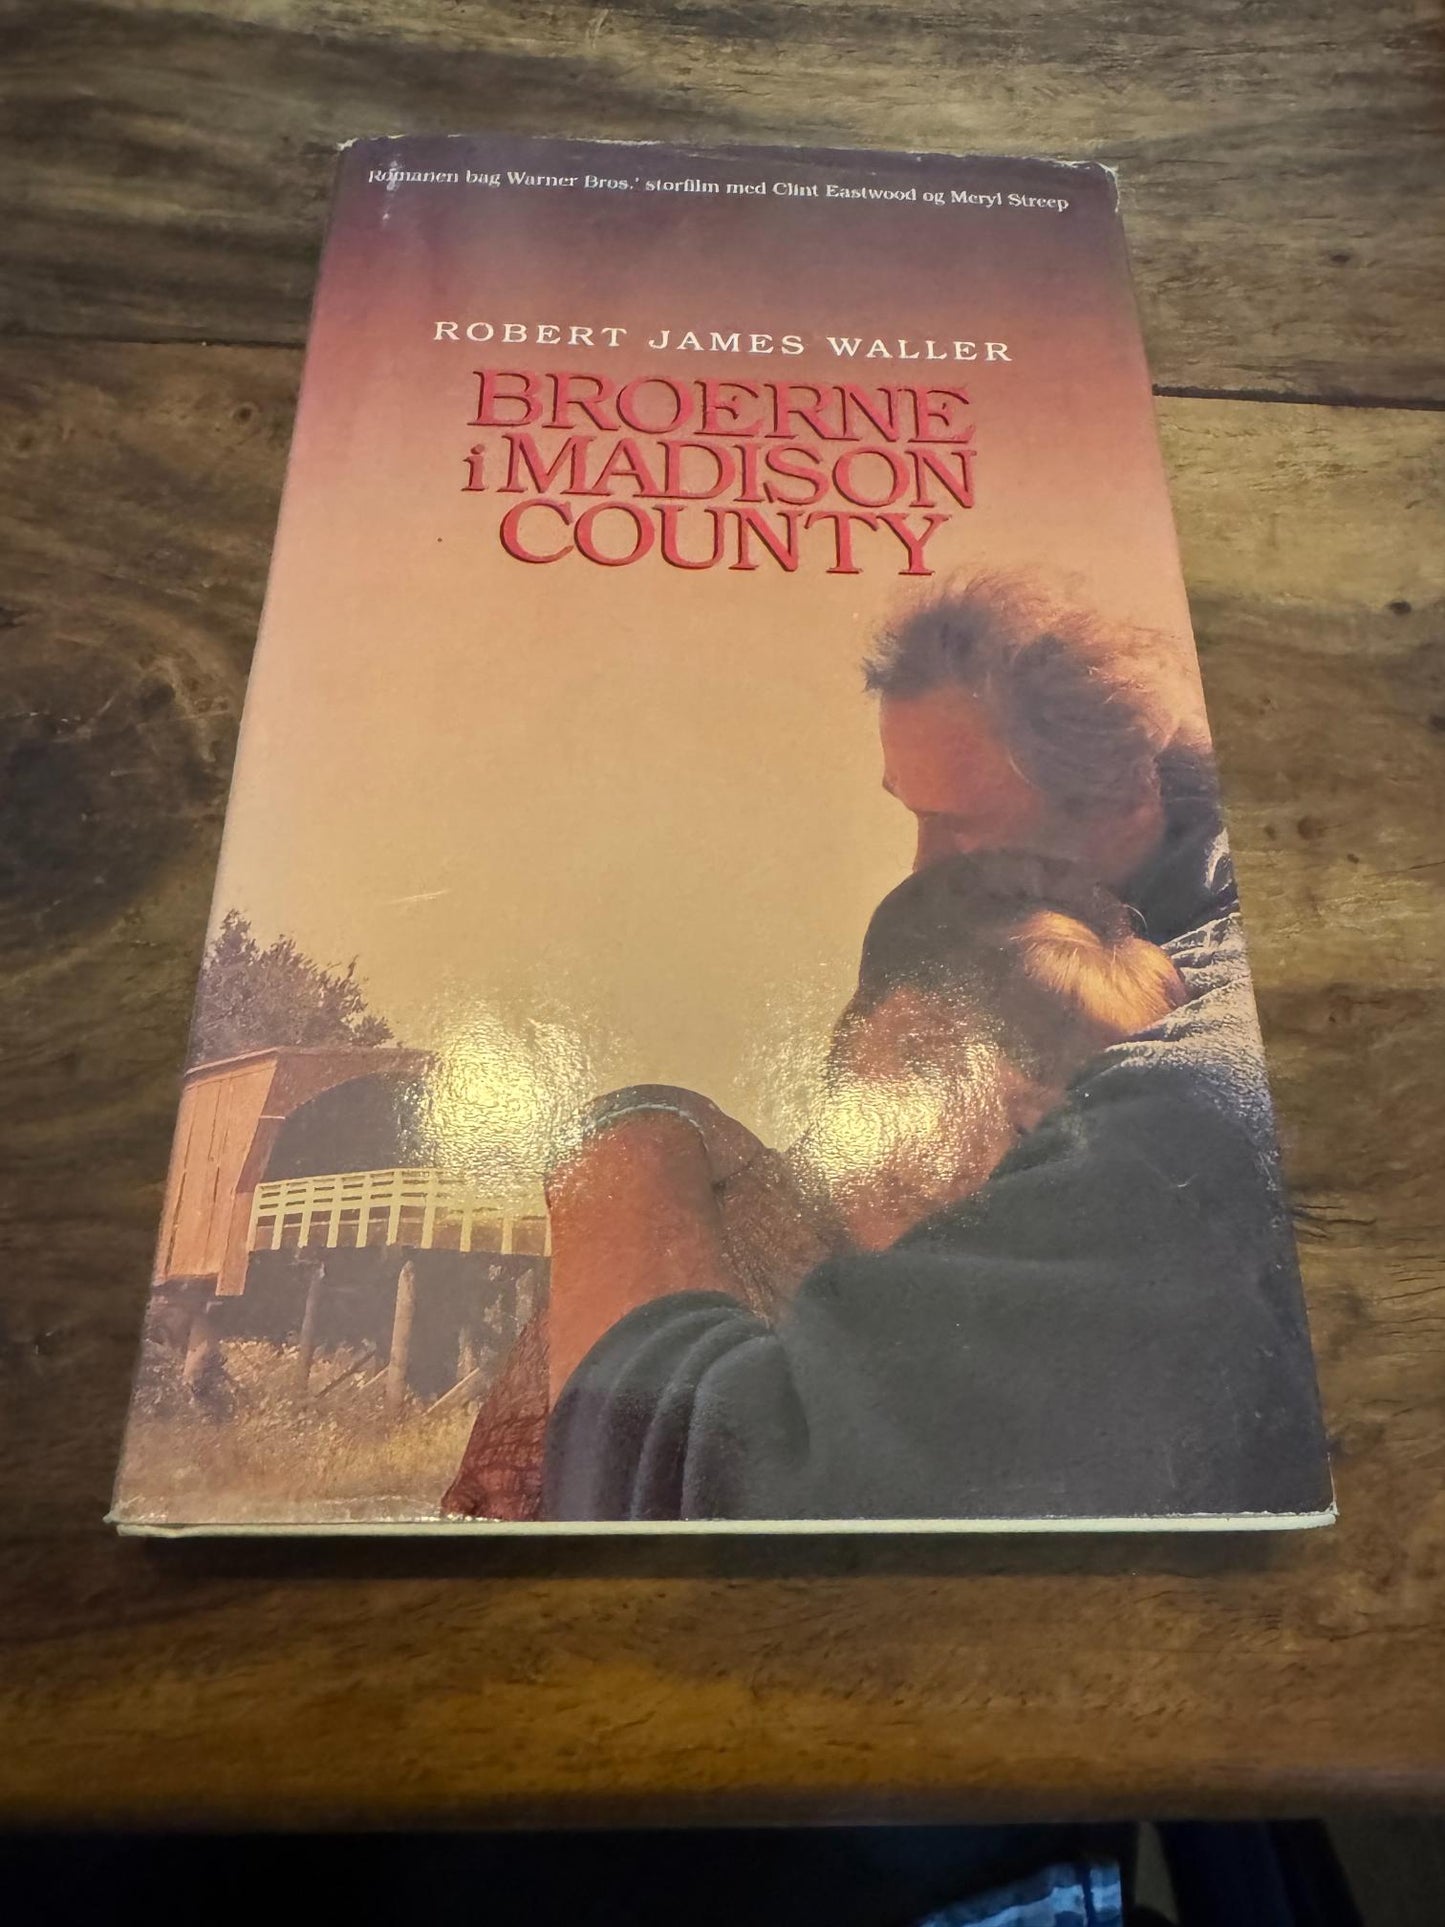 Romanen bag Warner Bros.' storfilm med Clint Eastwood og Meryl Streep
ROBERT JAMES WALLER
BROERNE
i MADISON
COUNTY